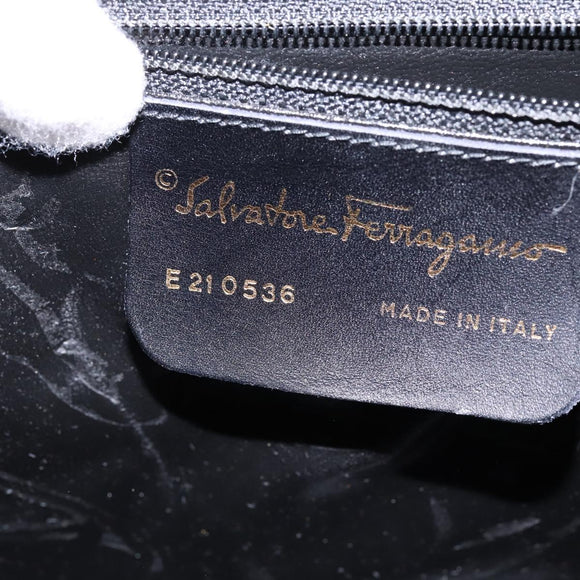 © Salvatore Ferragamo
E210536 MADE IN ITALY